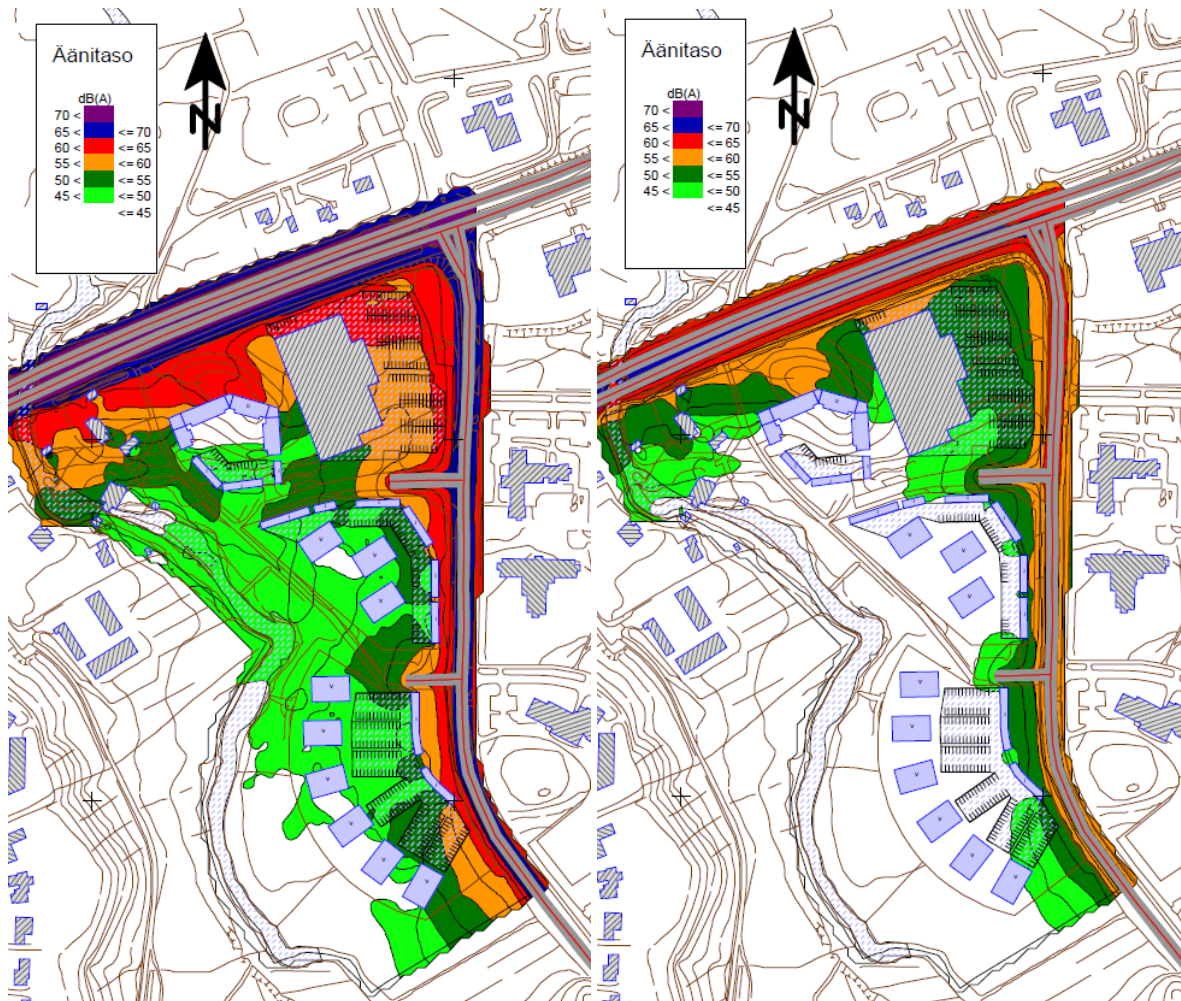 Äänitaso
dB(A)
70 <
65 < <= 70
60 < <= 65
55 < <= 60
50 < <= 55
45 < <= 50
<= 45
N
Äänitaso
dB(A)
70 <
65 < <= 70
60 < <= 65
55 < <= 60
50 < <= 55
45 < <= 50
<= 45
N